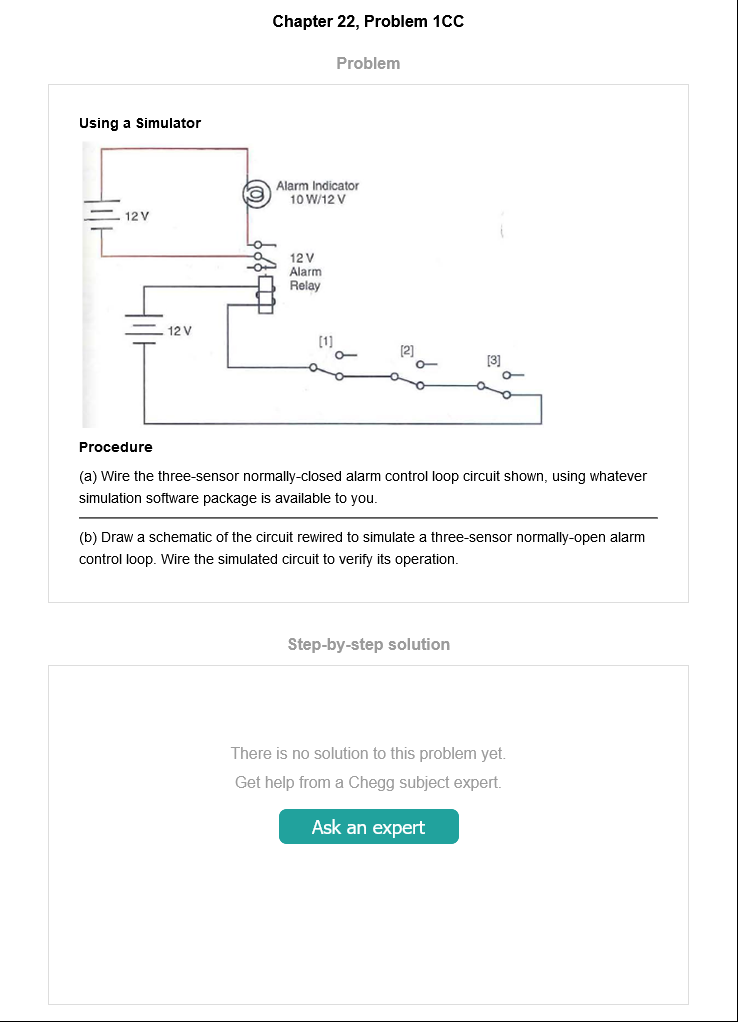 Chapter 22, Problem 1CC
Problem
Using a Simulator
Alarm Indicator
10 W/12 V
12 V
12 V
Alarm
Relay
12 V
[1]
[2]
[3]
Procedure
(a) Wire the three-sensor normally-closed alarm control loop circuit shown, using whatever
simulation software package is available to you.
(b) Draw a schematic of the circuit rewired to simulate a three-sensor normally-open alarm
control loop. Wire the simulated circuit to verify its operation.
Step-by-step solution
There is no solution to this problem yet.
Get help from a Chegg subject expert.
Ask an expert